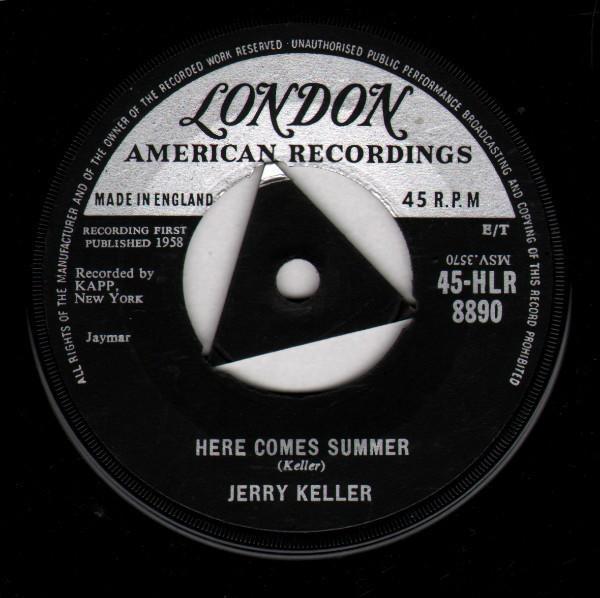 ALL RIGHTS OF THE MANUFACTURER AND OF THE OWNER OF THE RECORDED WORK RESERVED · UNAUTHORISED PUBLIC PERFORMANCE BROADCASTING AND COPYING OF THIS RECORD PROHIBITED
LONDON
AMERICAN RECORDINGS
MADE IN ENGLAND
45 R.P.M
RECORDING FIRST
PUBLISHED 1958
E/T
MSV.3570
Recorded by
KAPP,
New York
45-HLR
8890
Jaymar
HERE COMES SUMMER
(Keller)
JERRY KELLER